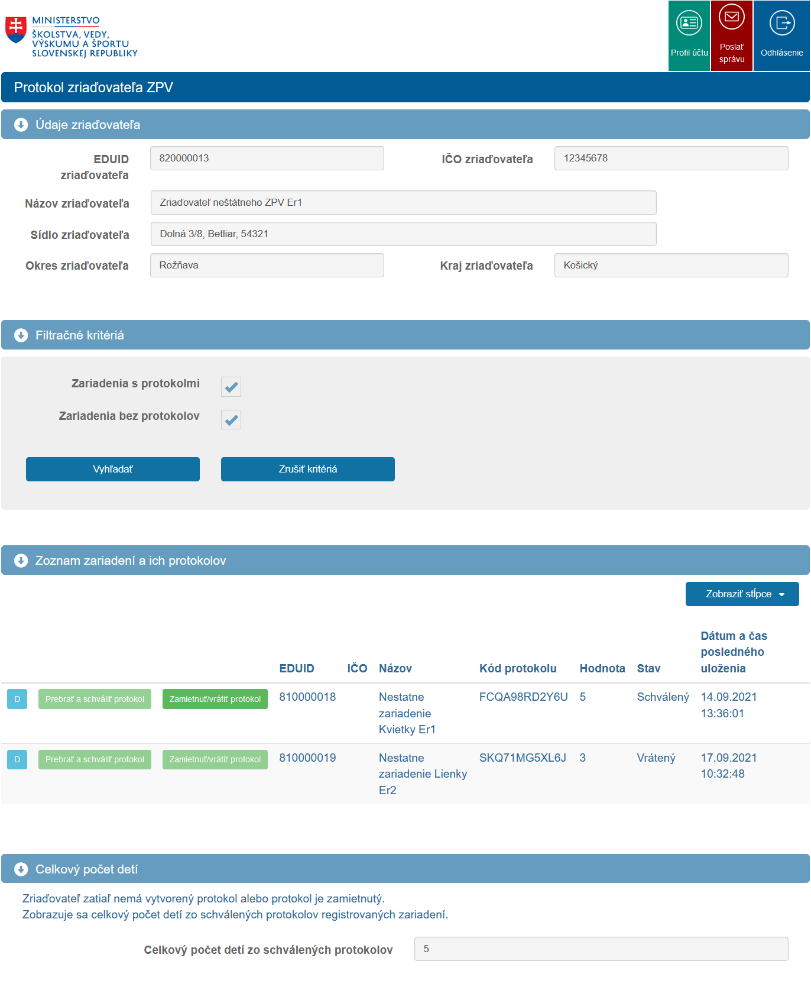 MINISTERSTVO
ŠKOLSTVA, VEDY,
VÝSKUMU A ŠPORTU
SLOVENSKEJ REPUBLIKY
Profil účtu
Poslať
správu
Odhlásenie
Protokol zriaďovateľa ZPV
Údaje zriaďovateľa
EDUID
zriaďovateľa
820000013
IČO zriaďovateľa
12345678
Názov zriaďovateľa
Zriaďovateľ neštátneho ZPV Er1
Sídlo zriaďovateľa
Dolná 3/8, Betliar, 54321
Okres zriaďovateľa
Rožňava
Kraj zriaďovateľa
Košický
Filtračné kritériá
Zariadenia s protokolmi
Zariadenia bez protokolov
Vyhľadať
Zrušiť kritériá
Zoznam zariadení a ich protokolov
Zobraziť stĺpce
EDUID IČO Názov Kód protokolu Hodnota Stav
Dátum a čas
posledného
uloženia
D Prebrať a schváliť protokol Zamietnuť/vrátiť protokol 810000018
Nestatne
zariadenie
Kvietky Er1
FCQA98RD2Y6U 5 Schválený
14.09.2021
13:36:01
D Prebrať a schváliť protokol Zamietnuť/vrátiť protokol 810000019
Nestatne
zariadenie Lienky
Er2
SKQ71MG5XL6J 3 Vrátený
17.09.2021
10:32:48
Celkový počet detí
Zriaďovateľ zatiaľ nemá vytvorený protokol alebo protokol je zamietnutý.
Zobrazuje sa celkový počet detí zo schválených protokolov registrovaných zariadení.
Celkový počet detí zo schválených protokolov
5